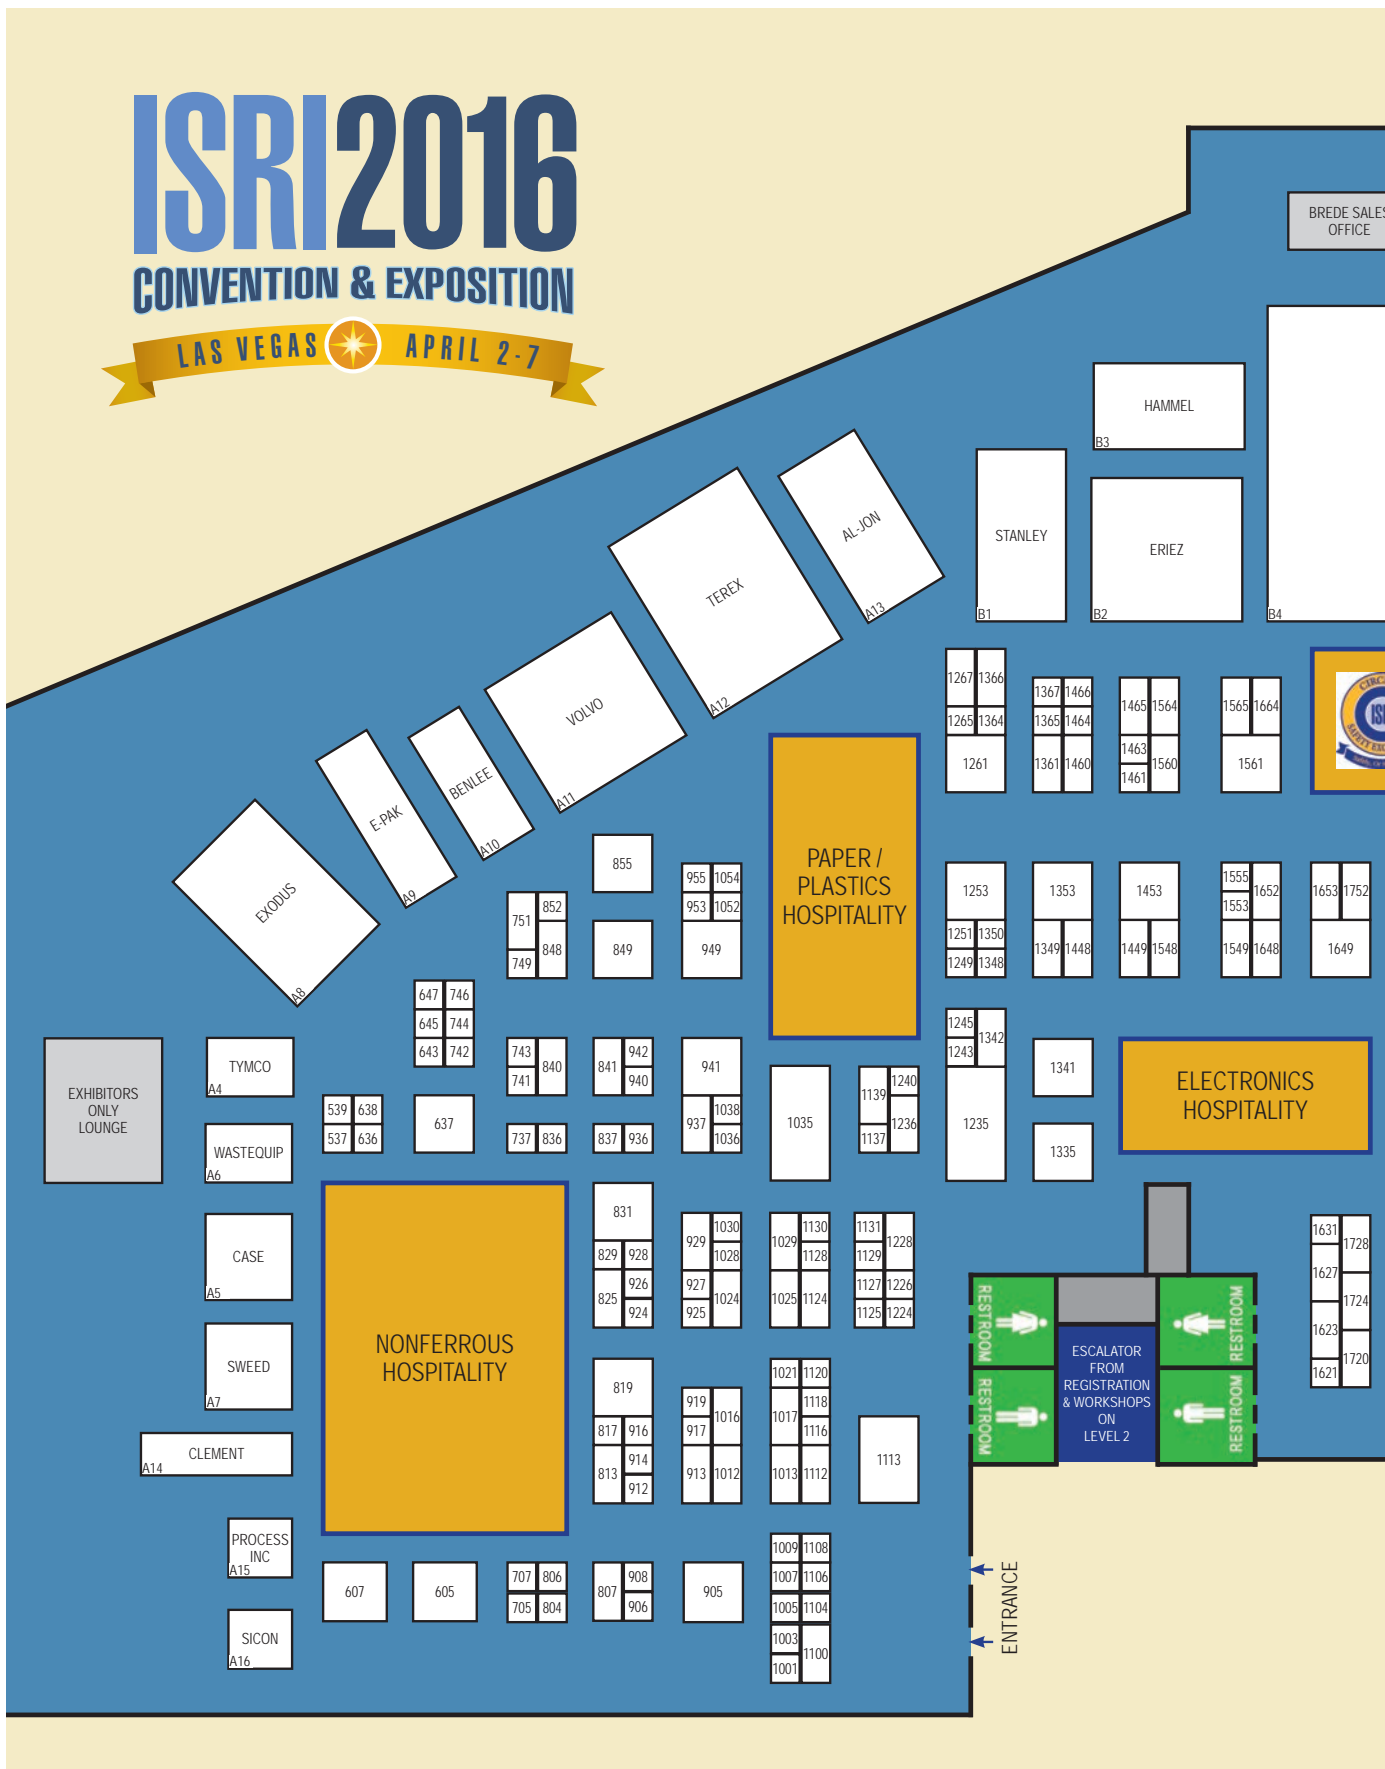 ISRI2016
CONVENTION & EXPOSITION
LAS VEGAS APRIL 2-7
BREDE SALES
OFFICE
HAMMEL
B3
STANLEY
B1
ERIEZ
B2
B4
AL-JON
A13
TEREX
A12
VOLVO
A11
BENLEE
A10
E-PAK
A9
EXODUS
A8
1267 1366
1265 1364
1261
1367 1466
1365 1464
1361 1460
1465 1564
1463
1461
1560
1565 1664
1561
PAPER /
PLASTICS
HOSPITALITY
855
849
955 1054
953 1052
949
751
852
848
749
1253
1251 1350
1249 1348
1353
1349 1448
1453
1449 1548
1555
1553
1652
1549 1648
1653 1752
1649
647 746
645 744
643 742
637
743
741
840
841
942
940
941
937
1038
1036
1035
1139
1240
1236
1137
1245
1243
1342
1235
1341
1335
ELECTRONICS
HOSPITALITY
EXHIBITORS
ONLY
LOUNGE
TYMCO
A4
WASTEQUIP
A6
CASE
A5
SWEED
A7
CLEMENT
A14
PROCESS
INC
A15
SICON
A16
539 638
537 636
737 836
837 936
NONFERROUS
HOSPITALITY
831
829 928
825
926
924
929
1030
1028
927
925
1024
1029
1130
1128
1025 1124
1131
1129
1228
1127 1226
1125 1224
819
817 916
813
914
912
919
917
1016
913 1012
1021 1120
1017
1118
1116
1013 1112
1113
RESTROOM
RESTROOM
RESTROOM
RESTROOM
ESCALATOR
FROM
REGISTRATION
& WORKSHOPS
ON
LEVEL 2
1631
1728
1627
1724
1623
1720
1621
607
605
707 806
705 804
807
908
906
905
1009 1108
1007 1106
1005 1104
1003
1001
1100
ENTRANCE